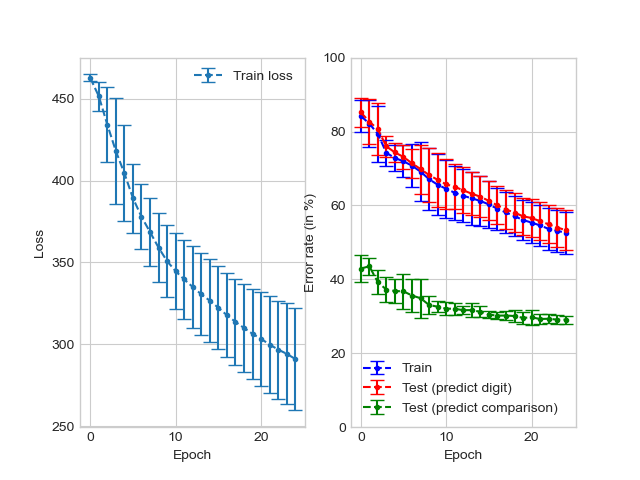 Train loss
450
400
350
300
250
0
10
20
Epoch
Loss
100
80
60
40
20
0
0
10
20
Epoch
Error rate (in %)
Train
Test (predict digit)
Test (predict comparison)